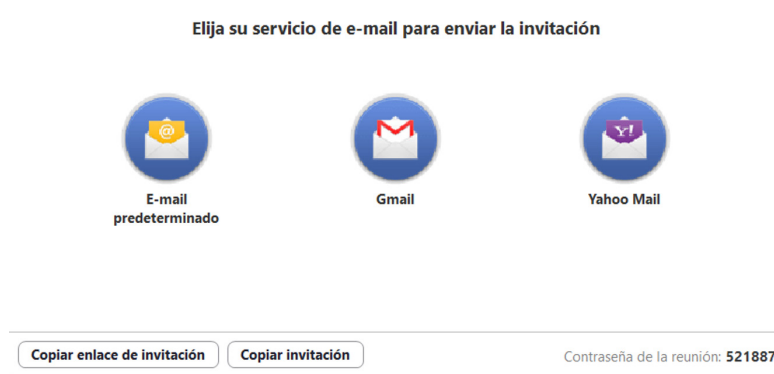 Elija su servicio de e-mail para enviar la invitación
@
Y!
E-mail
predeterminado
Gmail
Yahoo Mail
Copiar enlace de invitación
Copiar invitación
Contraseña de la reunión: 521887